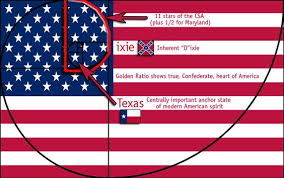 11 stars of the CSA
(plus 1/2 for Maryland)
ixie
Inherent "D"ixie
Golden Ratio shows true, Confederate, heart of America
Texas
Centrally important anchor state
of modern American spirit